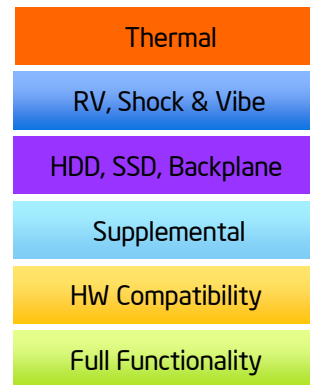 Thermal
RV, Shock & Vibe
HDD, SSD, Backplane
Supplemental
HW Compatibility
Full Functionality